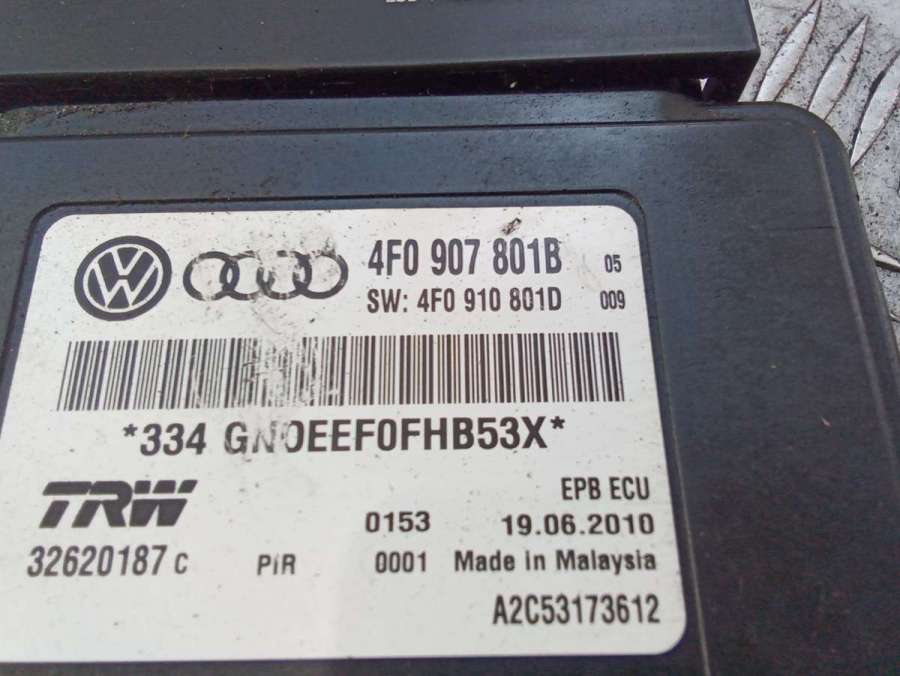 4F0 907 801B 05
SW: 4F0 910 801D 009
*334 GN0EEF0FHB53X*
TRW
EPB ECU
0153 19.06.2010
32620187 C PIR 0001 Made in Malaysia
A2C53173612